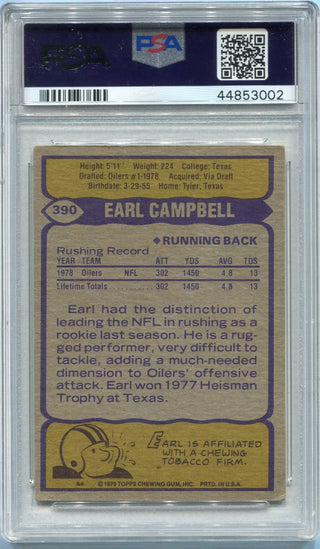 PSA
PSA
44853002
Height: 5'11" Weight: 224 College: Texas
Drafted: Oilers #1-1978 Acquired: Via Draft
Birthdate: 3-29-55 Home: Tyler, Texas
390 EARL CAMPBELL
◆RUNNING BACK
Rushing Record
YEAR TEAM ATT YDS AVG TDS
1978 Oilers NFL 302 1450 4.8 13
Lifetime Totals 302 1450 4.8 13
Earl had the distinction of
leading the NFL in rushing as a
rookie last season. He is a rug-
ged performer, very difficult to
tackle, adding a much-needed
dimension to Oilers' offensive
attack. Earl won 1977 Heisman
Trophy at Texas.
EARL IS AFFILIATED
WITH A CHEWING
TOBACCO FIRM.
© 1979 TOPPS CHEWING GUM, INC. PRTD. IN U.S.A.